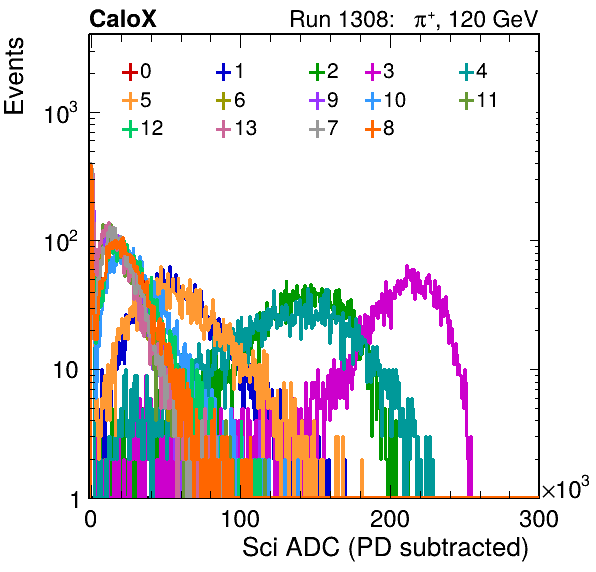 CaloX Run 1308: π⁺, 120 GeV
Events
0 1 2 3 4
5 6 9 10 11
12 13 7 8
10³
10²
10
1
0 100 200 300
×10³
Sci ADC (PD subtracted)